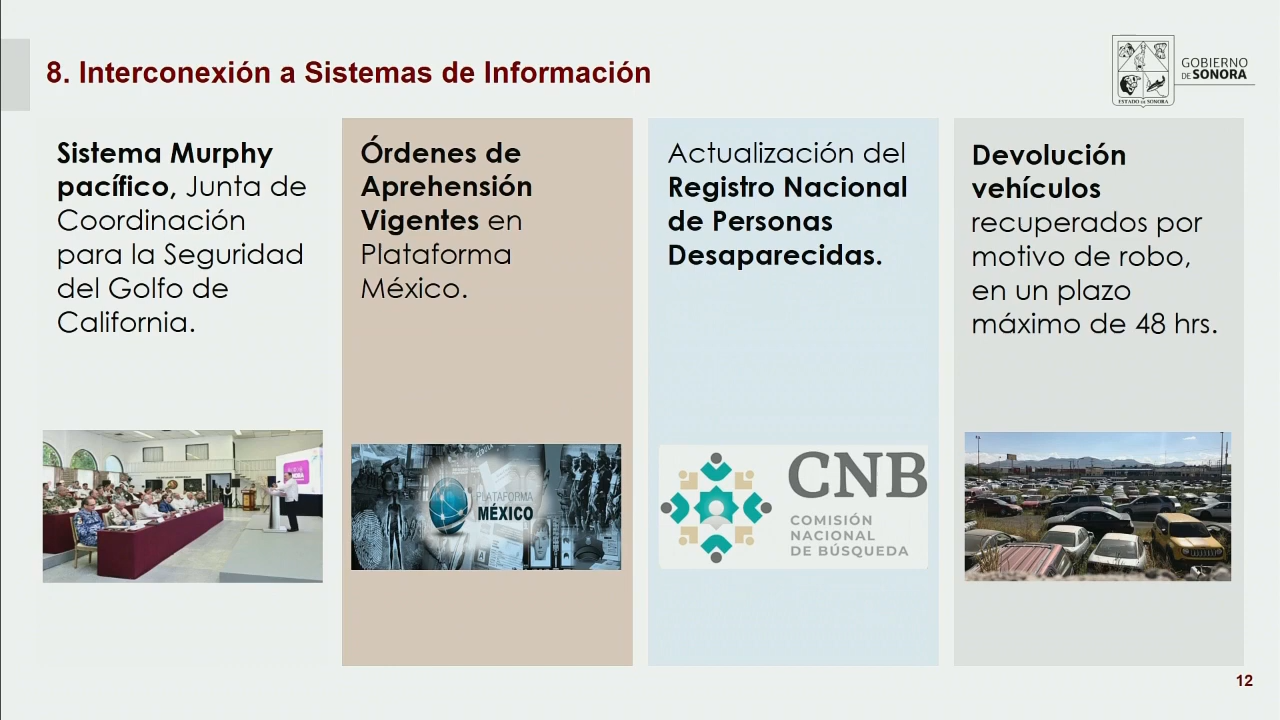 8. Interconexión a Sistemas de Información
GOBIERNO
DE SONORA
ESTADO DE SONORA
Sistema Murphy
pacífico, Junta de
Coordinación
para la Seguridad
del Golfo de
California.
Órdenes de
Aprehensión
Vigentes en
Plataforma
México.
PLATAFORMA
MÉXICO
Actualización del
Registro Nacional
de Personas
Desaparecidas.
CNB
COMISIÓN
NACIONAL
DE BÚSQUEDA
Devolución
vehículos
recuperados por
motivo de robo,
en un plazo
máximo de 48 hrs.
12